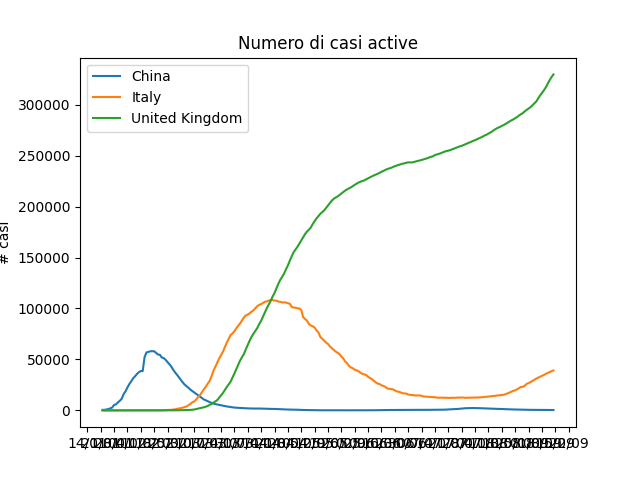 Numero di casi active
China
Italy
United Kingdom
300000
250000
200000
150000
100000
50000
0
# casi